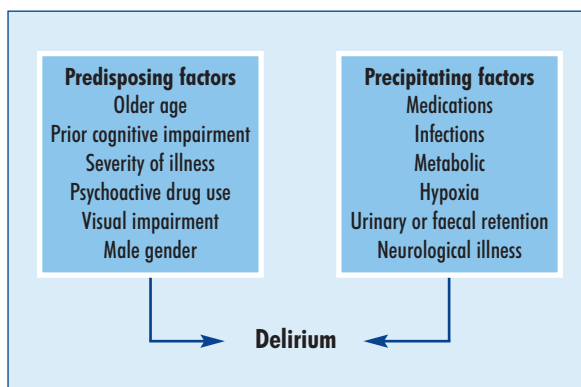 Predisposing factors
Older age
Prior cognitive impairment
Severity of illness
Psychoactive drug use
Visual impairment
Male gender
Precipitating factors
Medications
Infections
Metabolic
Hypoxia
Urinary or faecal retention
Neurological illness
Delirium